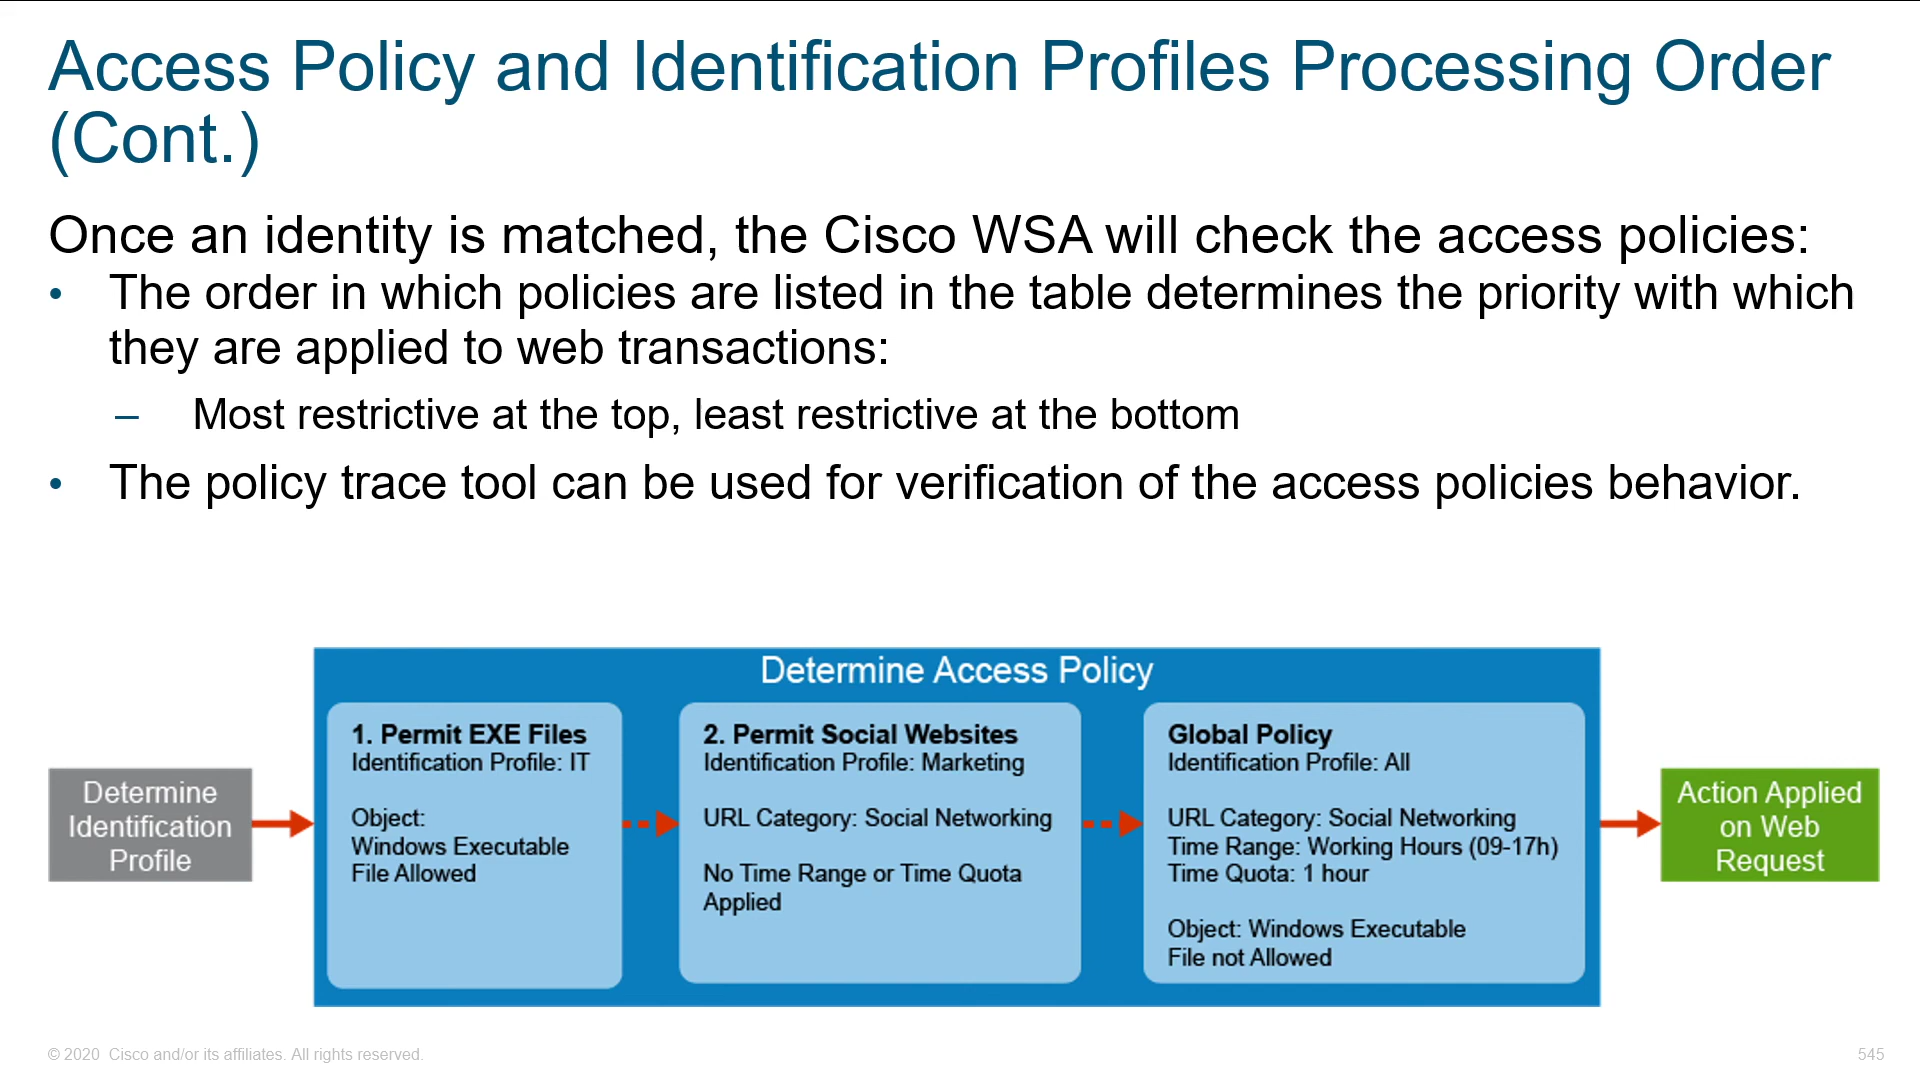 Access Policy and Identification Profiles Processing Order
(Cont.)
Once an identity is matched, the Cisco WSA will check the access policies:
• The order in which policies are listed in the table determines the priority with which
they are applied to web transactions:
– Most restrictive at the top, least restrictive at the bottom
• The policy trace tool can be used for verification of the access policies behavior.
Determine
Identification
Profile
Determine Access Policy
1. Permit EXE Files
Identification Profile: IT
Object:
Windows Executable
File Allowed
2. Permit Social Websites
Identification Profile: Marketing
URL Category: Social Networking
No Time Range or Time Quota
Applied
Global Policy
Identification Profile: All
URL Category: Social Networking
Time Range: Working Hours (09-17h)
Time Quota: 1 hour
Object: Windows Executable
File not Allowed
Action Applied
on Web
Request
© 2020 Cisco and/or its affiliates. All rights reserved.
545